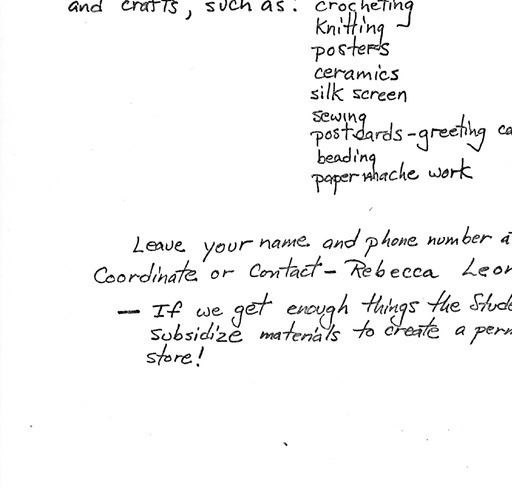 and crafts, such as: crocheting
Knitting
posters
ceramics
silk screen
sewing
postcards-greeting ca
beading
paper mache work
Leave your name and phone number a
Coordinate or Contact - Rebecca Leon
— If we get enough things the Stude
subsidize materials to create a perm
store!